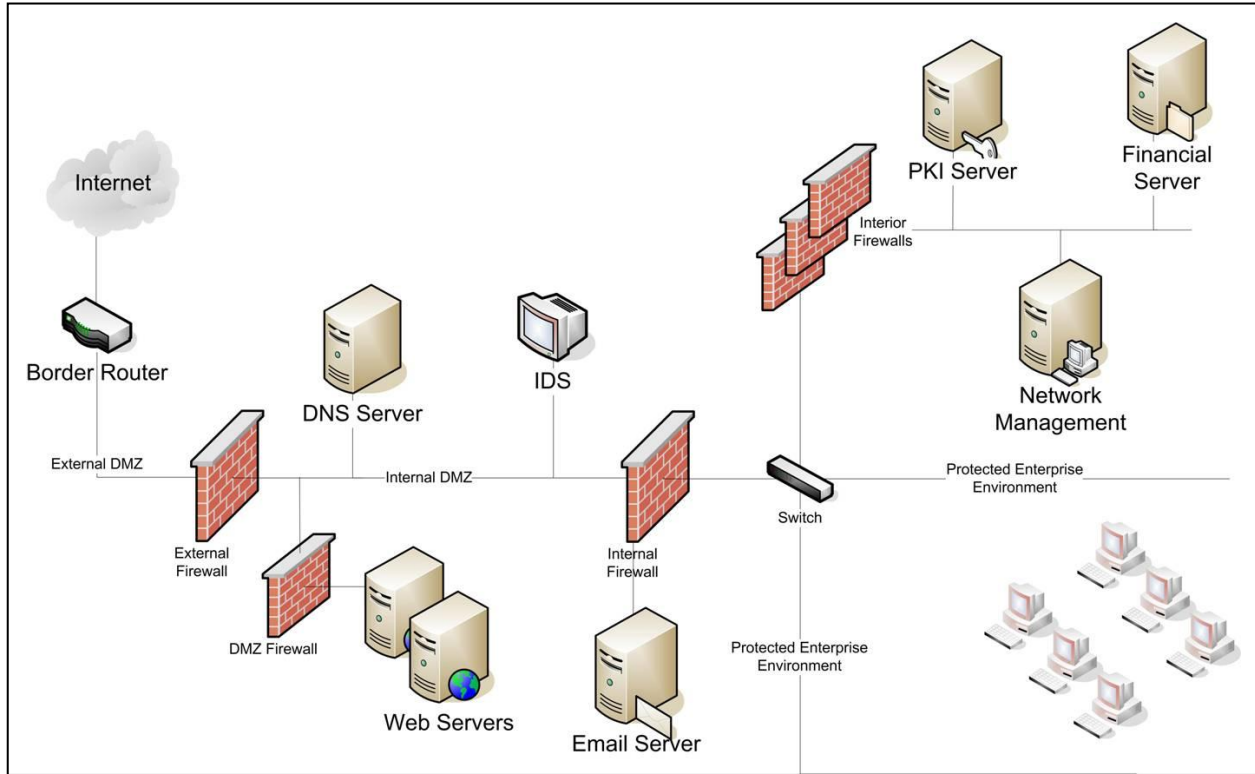 Internet
Border Router
External DMZ
External
Firewall
DNS Server
Internal DMZ
DMZ Firewall
Web Servers
IDS
Internal
Firewall
Email Server
Switch
Interior
Firewalls
PKI Server
Financial
Server
Network
Management
Protected Enterprise
Environment
Protected Enterprise
Environment